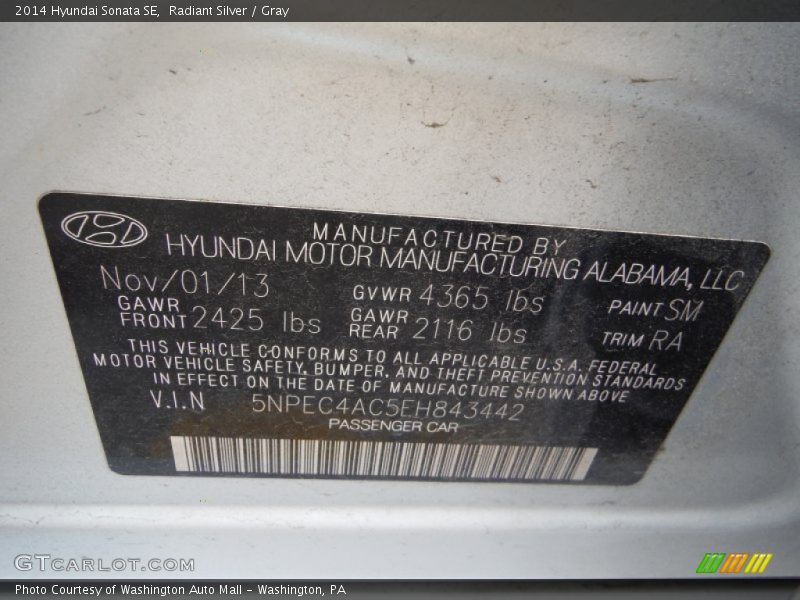 2014 Hyundai Sonata SE, Radiant Silver / Gray
MANUFACTURED BY
HYUNDAI MOTOR MANUFACTURING ALABAMA, LLC
Nov/01/13
GVWR 4365 lbs
PAINT SM
GAWR
FRONT 2425 lbs
GAWR
REAR 2116 lbs
TRIM RA
THIS VEHICLE CONFORMS TO ALL APPLICABLE U.S.A. FEDERAL
MOTOR VEHICLE SAFETY, BUMPER, AND THEFT PREVENTION STANDARDS
IN EFFECT ON THE DATE OF MANUFACTURE SHOWN ABOVE
V.I.N 5NPEC4AC5EH843442
PASSENGER CAR
GTCARLOT.COM
Photo Courtesy of Washington Auto Mall - Washington, PA